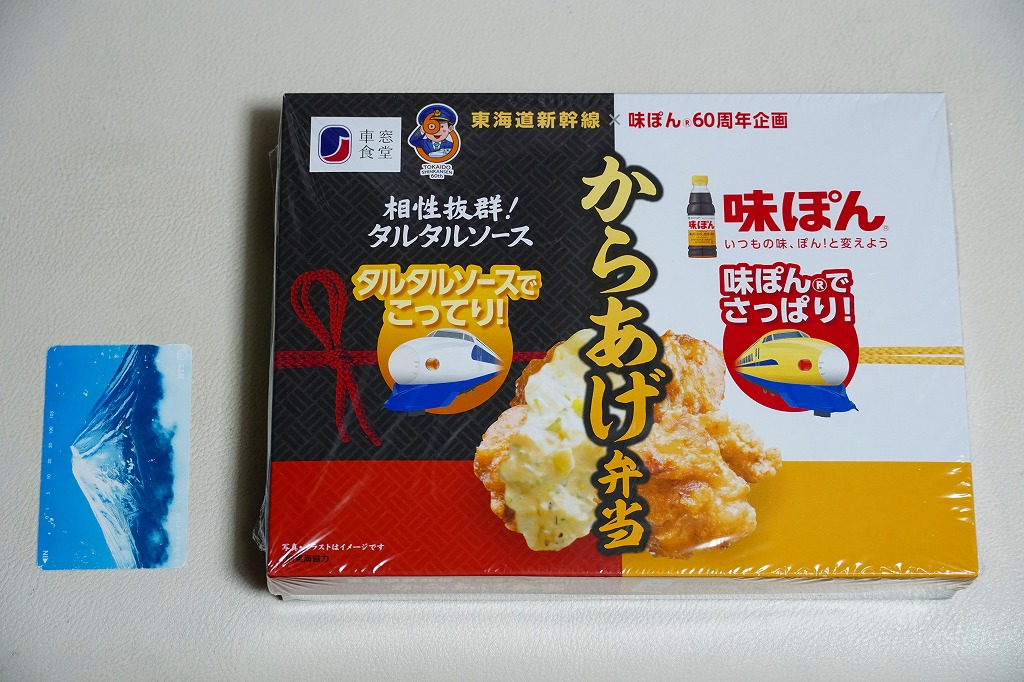 車窓
食堂
60
TOKAIDO
SHINKANSEN
60th
東海道新幹線×味ぽん®60周年企画
相性抜群!
タルタルソース
味ぽん
味ぽん®
いつもの味、ぽん!と変えよう
タルタルソースで
こってり!
味ぽん®で
さっぱり!
からあげ弁当
写真・イラストはイメージです